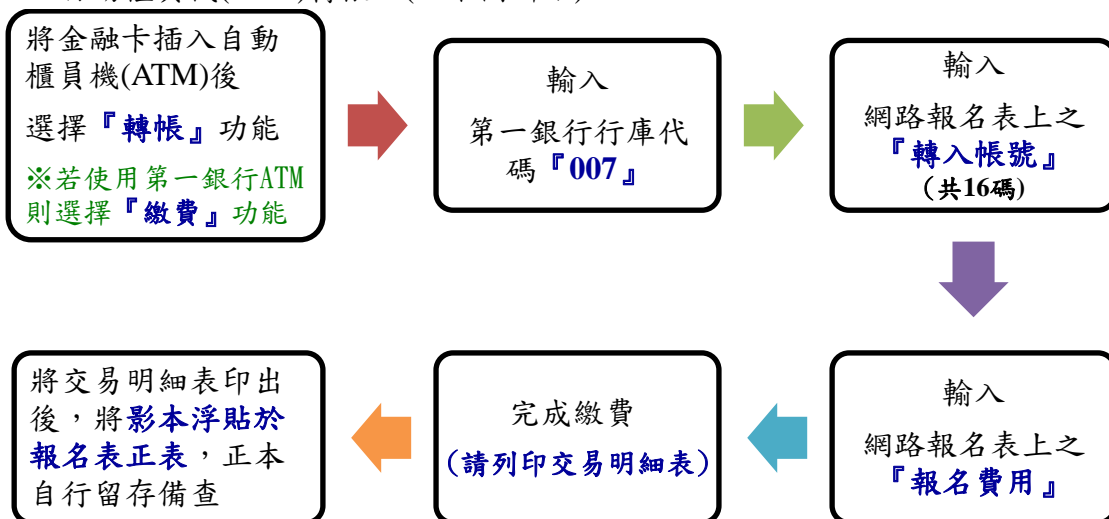 將金融卡插入自動
櫃員機(ATM)後
選擇『轉帳』功能
※若使用第一銀行ATM
則選擇『繳費』功能
輸入
第一銀行行庫代
碼『007』
輸入
網路報名表上之
『轉入帳號』
(共16碼)
輸入
網路報名表上之
『報名費用』
完成繳費
(請列印交易明細表)
將交易明細表印出
後，將影本浮貼於
報名表正表，正本
自行留存備查